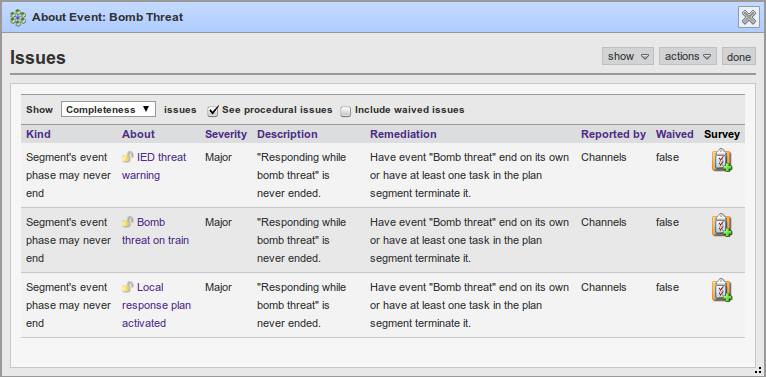 About Event: Bomb Threat
Issues
show
actions
done
Show Completeness issues See procedural issues Include waived issues
Kind About Severity Description Remediation Reported by Waived Survey
Segment's event IED threat Major "Responding while Have event "Bomb threat" end on its own Channels false
phase may never warning bomb threat" is or have at least one task in the plan
end never ended. segment terminate it.
Segment's event Bomb Major "Responding while Have event "Bomb threat" end on its own Channels false
phase may never threat on train bomb threat" is or have at least one task in the plan
end never ended. segment terminate it.
Segment's event Local Major "Responding while Have event "Bomb threat" end on its own Channels false
phase may never response plan bomb threat" is or have at least one task in the plan
end activated never ended. segment terminate it.